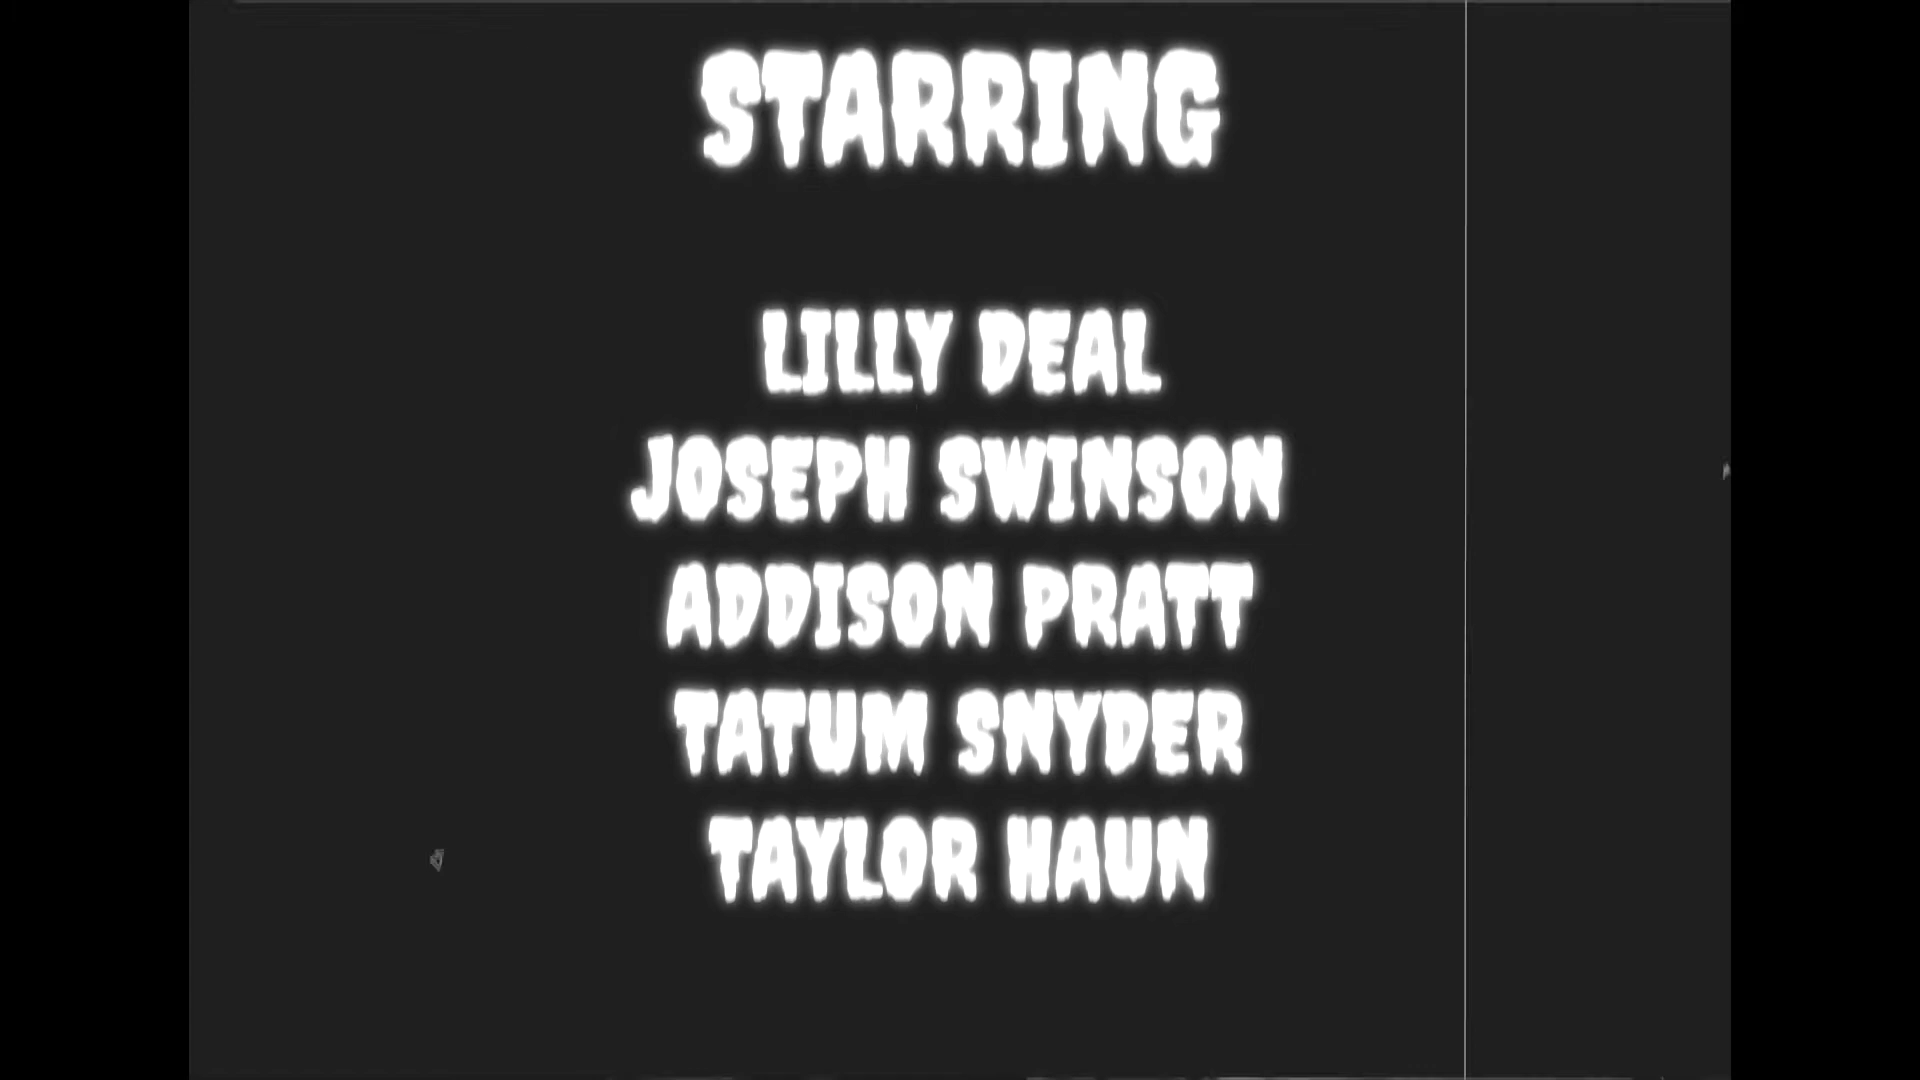 STARRING
LILLY DEAL
JOSEPH SWINSON
ADDISON PRATT
TATUM SNYDER
TAYLOR HAUN